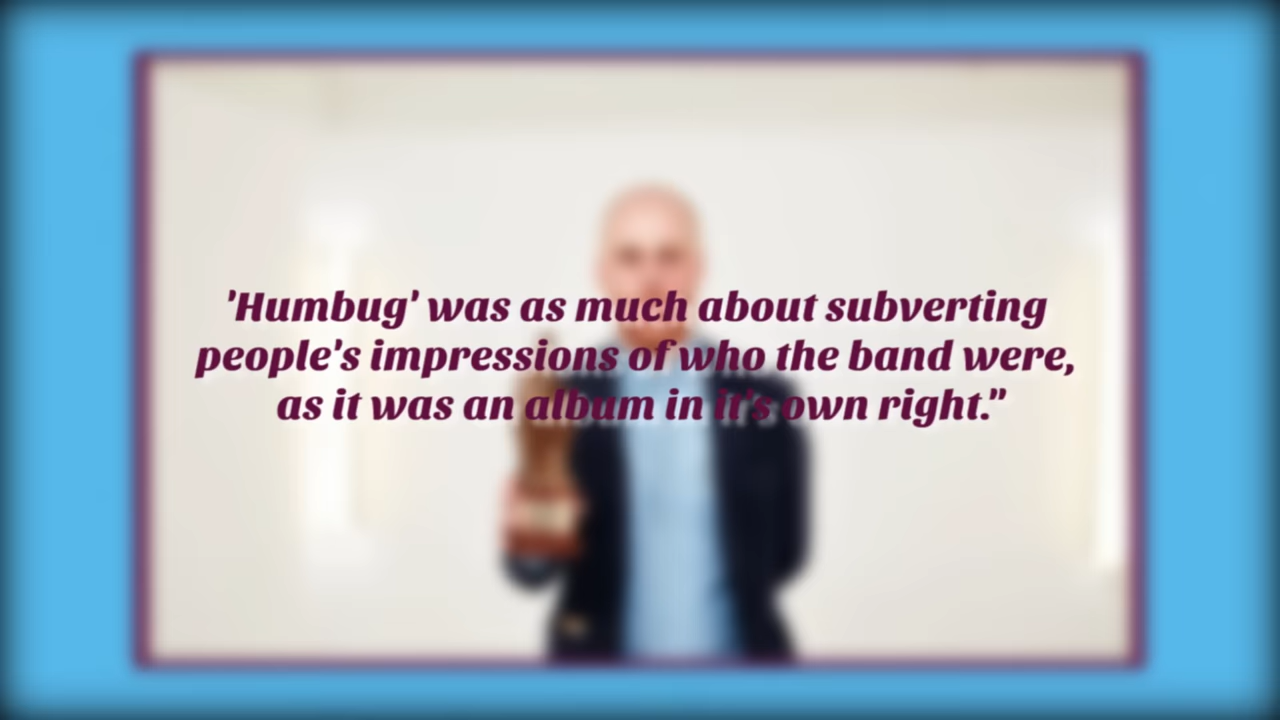 'Humbug' was as much about subverting
people's impressions of who the band were,
as it was an album in it's own right.”